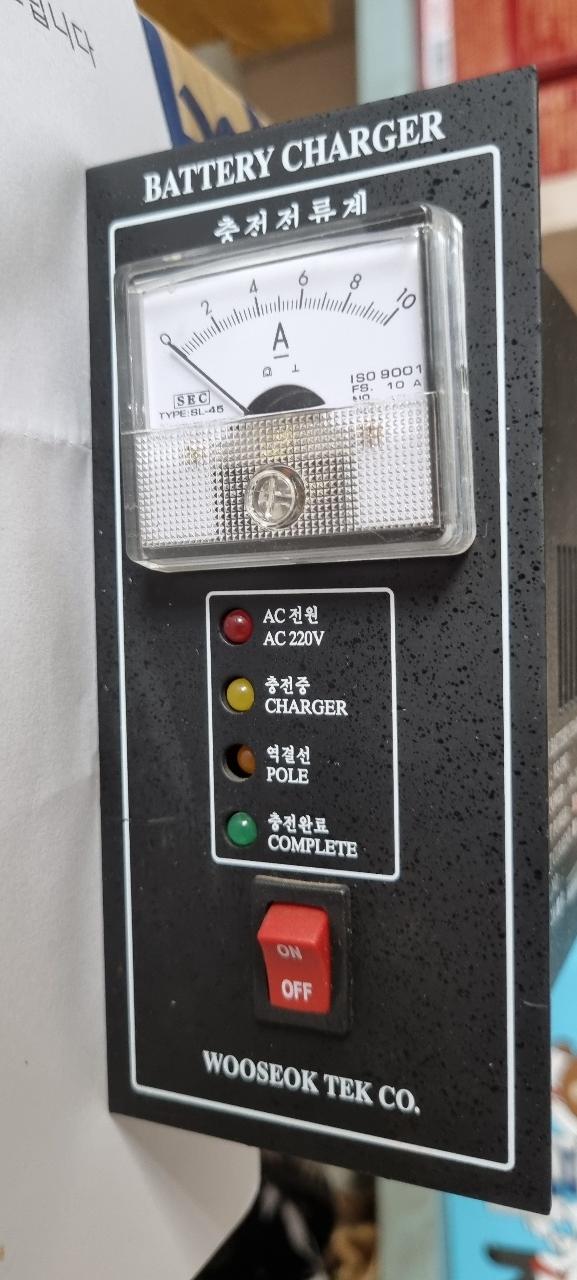 BATTERY CHARGER
충전전류계
0 2 4 6 8 10
A
SEC
TYPE:SL-45
ISO 9001
FS. 10 A
NO
AC 전원
AC 220V
충전중
CHARGER
역결선
POLE
충전완료
COMPLETE
ON
OFF
WOOSEOK TEK CO.